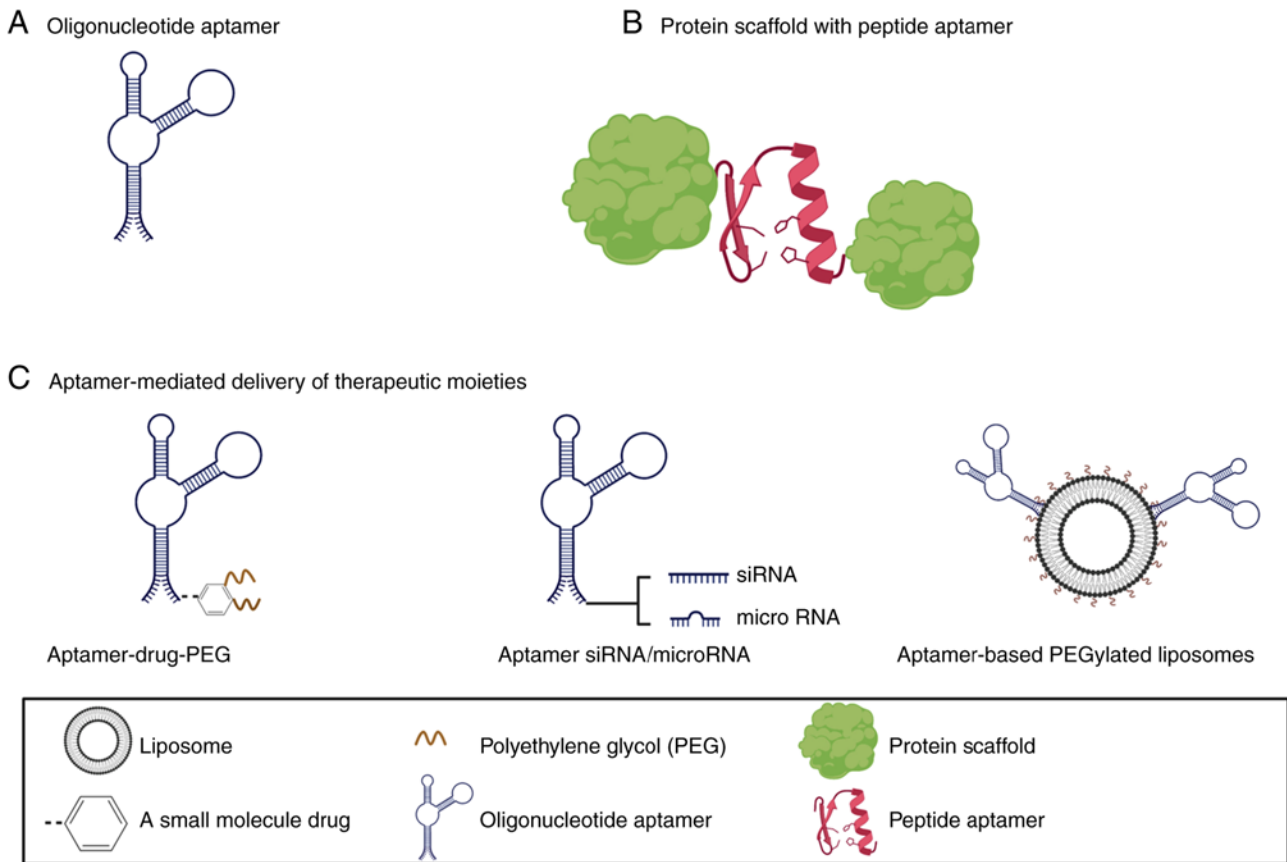 A Oligonucleotide aptamer
B Protein scaffold with peptide aptamer
C Aptamer-mediated delivery of therapeutic moieties
siRNA
micro RNA
Aptamer-drug-PEG
Aptamer siRNA/microRNA
Aptamer-based PEGylated liposomes
Liposome
Polyethylene glycol (PEG)
Protein scaffold
A small molecule drug
Oligonucleotide aptamer
Peptide aptamer